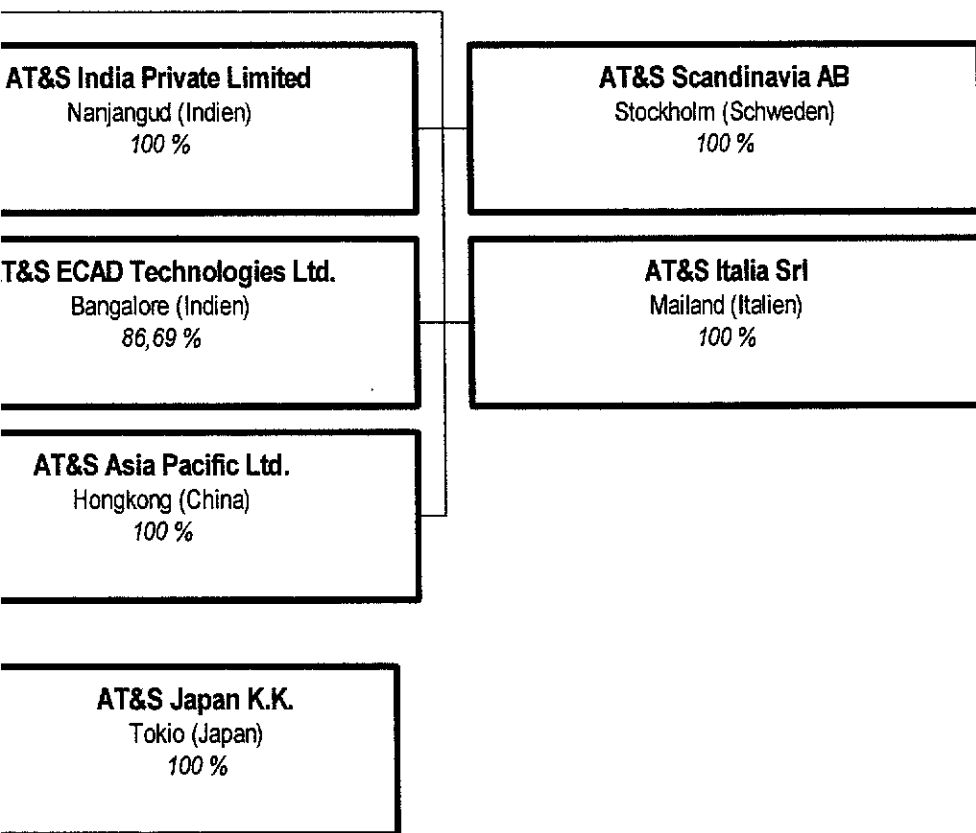 AT&S India Private Limited
Nanjangud (Indien)
100 %
AT&S Scandinavia AB
Stockholm (Schweden)
100 %
T&S ECAD Technologies Ltd.
Bangalore (Indien)
86,69 %
AT&S Italia Srl
Mailand (Italien)
100 %
AT&S Asia Pacific Ltd.
Hongkong (China)
100 %
AT&S Japan K.K.
Tokio (Japan)
100 %